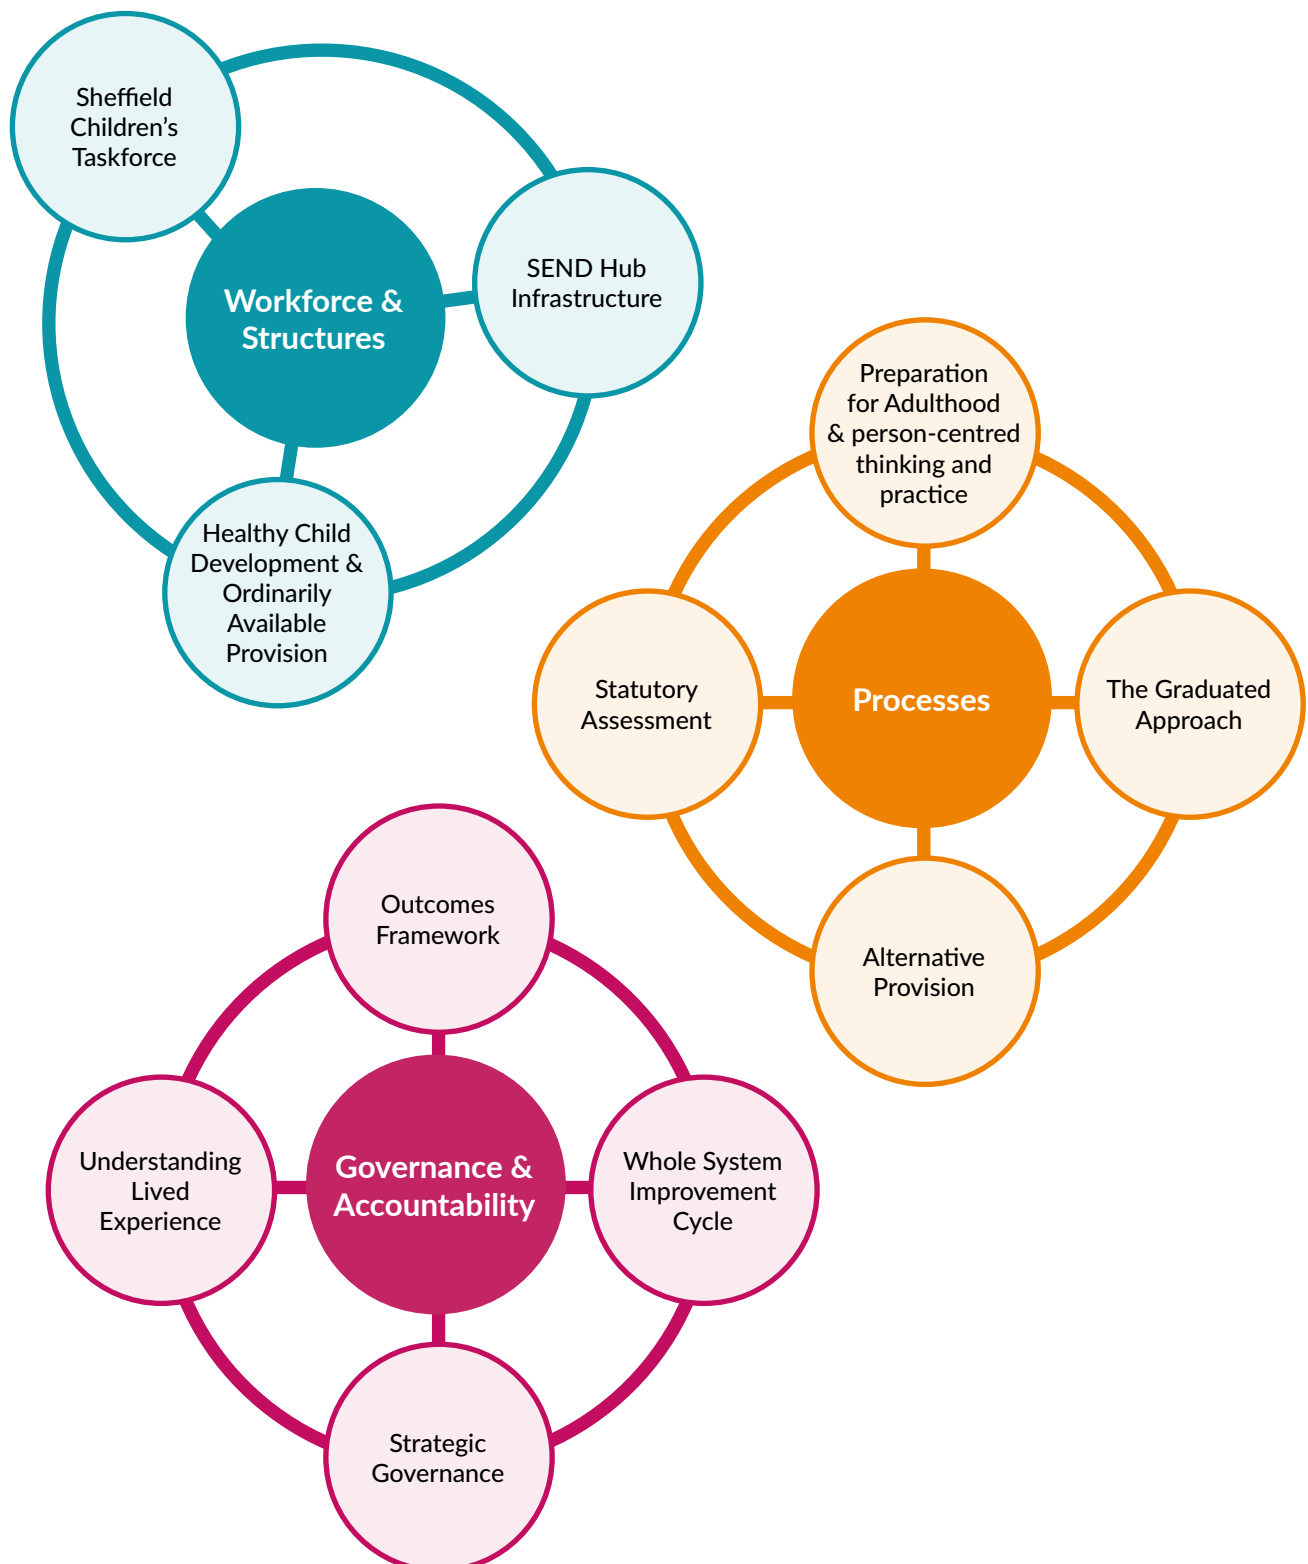 Sheffield
Children’s
Taskforce
SEND Hub
Infrastructure
Workforce &
Structures
Healthy Child
Development &
Ordinarily
Available
Provision
Preparation
for Adulthood
& person-centred
thinking and
practice
Statutory
Assessment
Processes
The Graduated
Approach
Alternative
Provision
Outcomes
Framework
Understanding
Lived
Experience
Governance &
Accountability
Whole System
Improvement
Cycle
Strategic
Governance